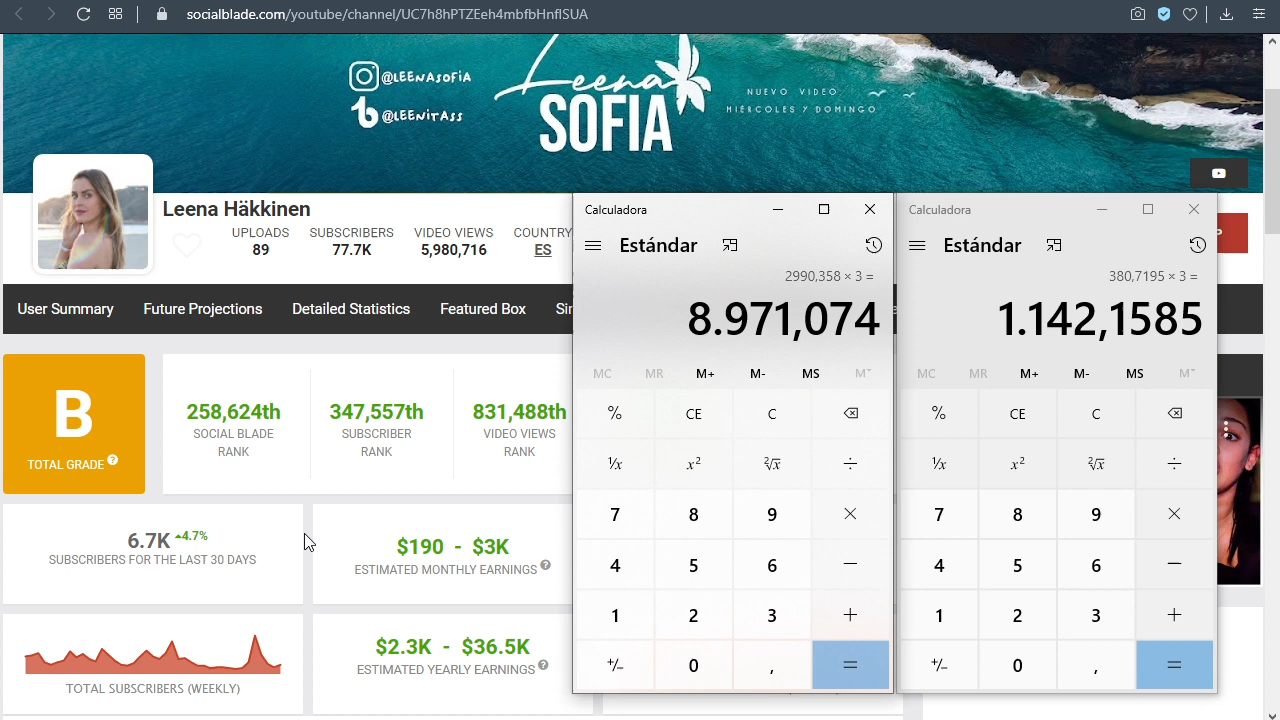 socialblade.com/youtube/channel/UC7h8hPTZEeh4mbfbHnflSUA
@LEENASOFIA
@LEENITASS
Leena
SOFIA
NUEVO VIDEO
MIÉRCOLES Y DOMINGO
Leena Häkkinen
UPLOADS
89
SUBSCRIBERS
77.7K
VIDEO VIEWS
5,980,716
COUNTRY
ES
User Summary
Future Projections
Detailed Statistics
Featured Box
B
TOTAL GRADE
258,624th
SOCIAL BLADE
RANK
347,557th
SUBSCRIBER
RANK
831,488th
VIDEO VIEWS
RANK
6.7K 4.7%
SUBSCRIBERS FOR THE LAST 30 DAYS
$190 - $3K
ESTIMATED MONTHLY EARNINGS
TOTAL SUBSCRIBERS (WEEKLY)
$2.3K - $36.5K
ESTIMATED YEARLY EARNINGS
Calculadora
Estándar
2990,358 × 3 =
8.971,074
MC MR M+ M- MS M˅
% CE C
¹/x x² ²√x ÷
7 8 9 ×
4 5 6 −
1 2 3 +
+/− 0 , =
Calculadora
Estándar
380,7195 × 3 =
1.142,1585
MC MR M+ M- MS M˅
% CE C
¹/x x² ²√x ÷
7 8 9 ×
4 5 6 −
1 2 3 +
+/− 0 , =